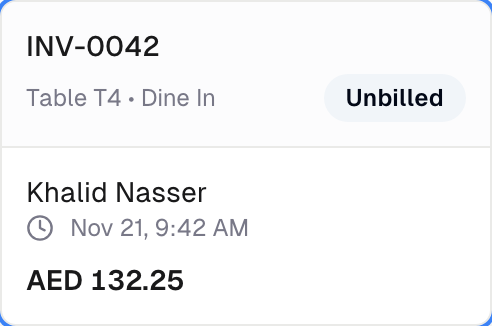 INV-0042
Table T4 • Dine In
Unbilled
Khalid Nasser
Nov 21, 9:42 AM
AED 132.25